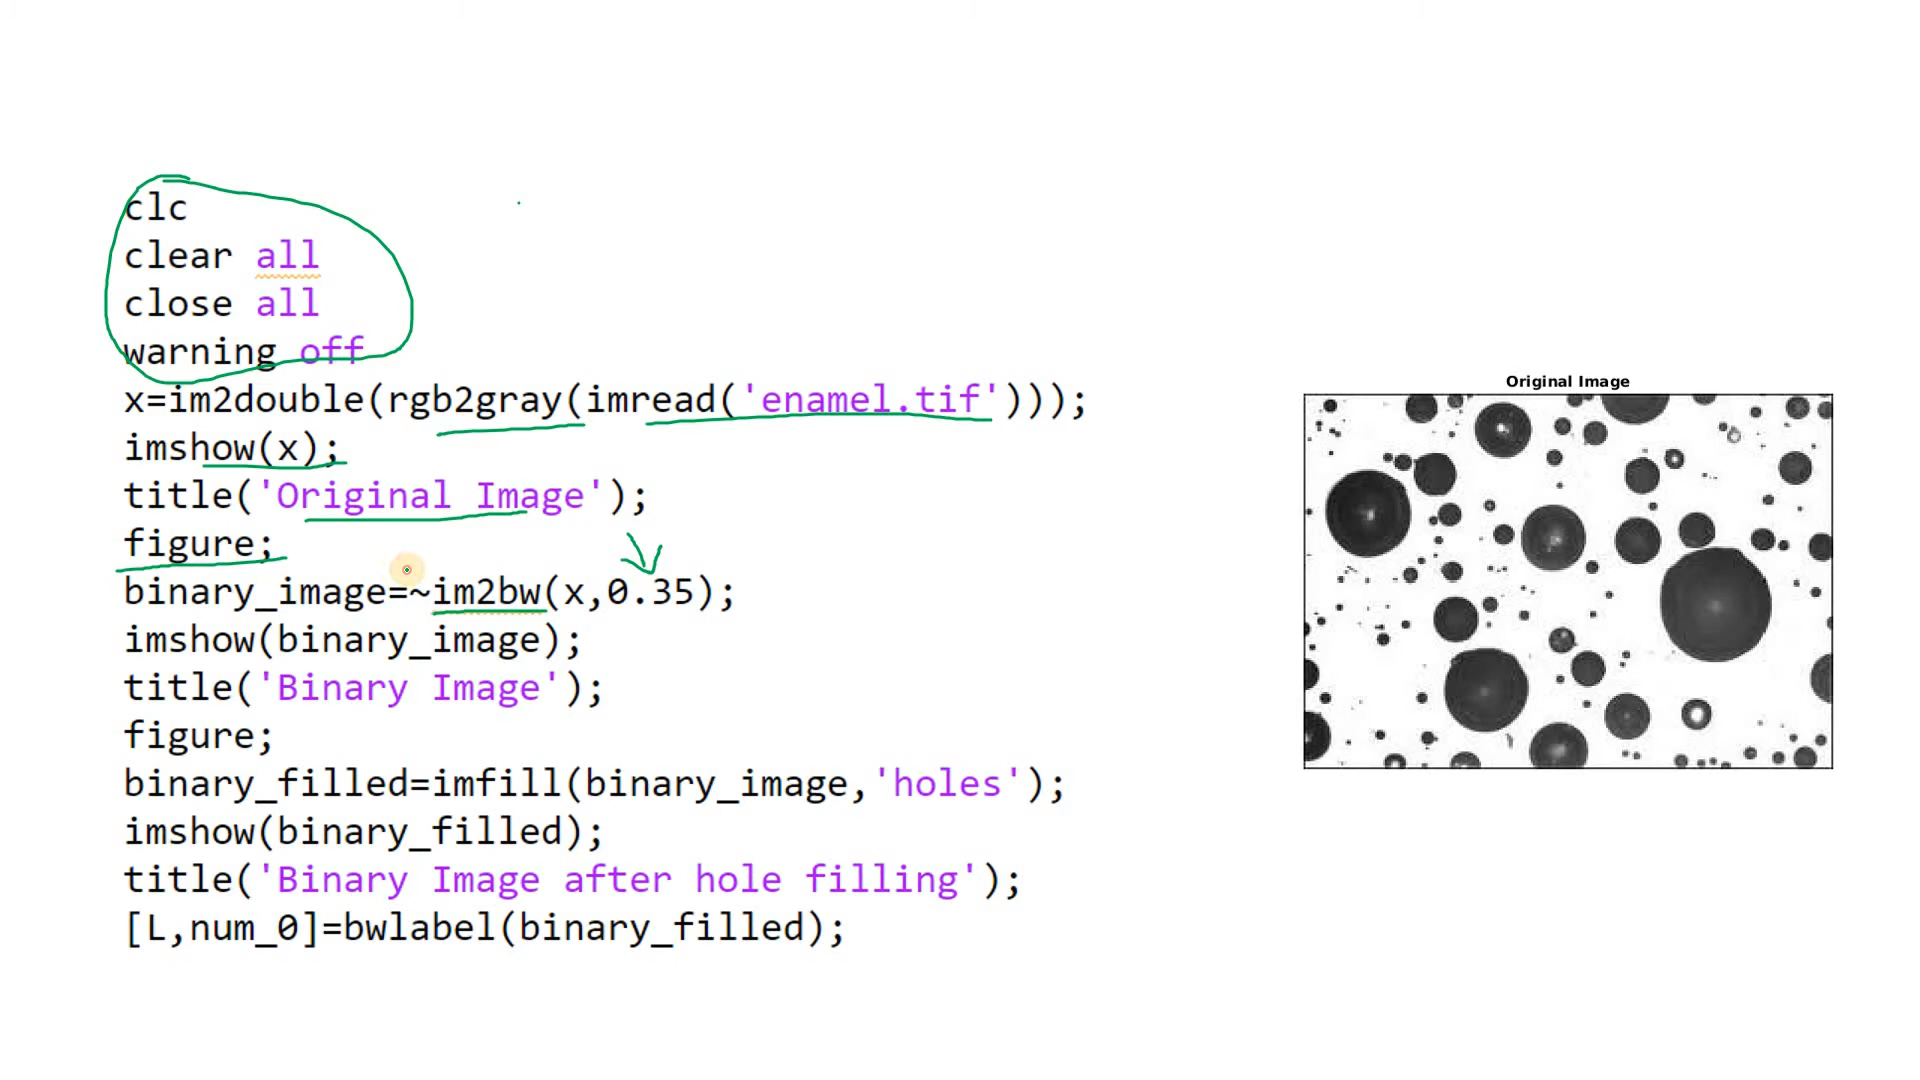 clc
clear all
close all
warning off
x=im2double(rgb2gray(imread('enamel.tif')));
imshow(x);
title('Original Image');
figure;
binary_image=~im2bw(x,0.35);
imshow(binary_image);
title('Binary Image');
figure;
binary_filled=imfill(binary_image,'holes');
imshow(binary_filled);
title('Binary Image after hole filling');
[L,num_0]=bwlabel(binary_filled);
Original Image